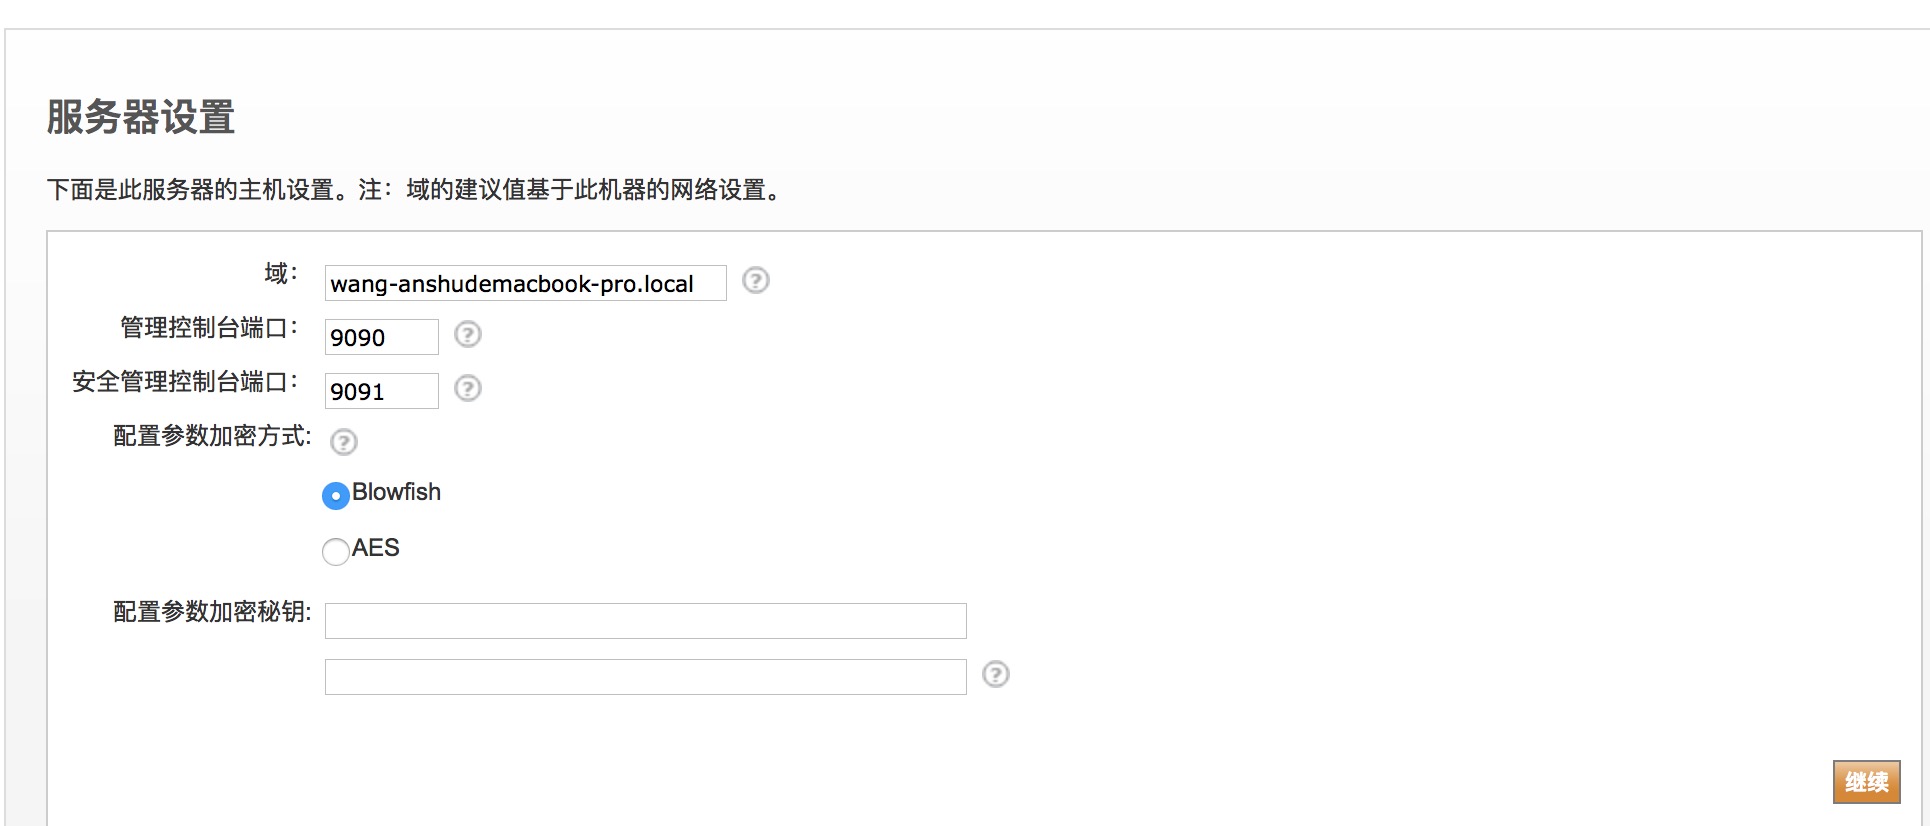 服务器设置
下面是此服务器的主机设置。注：域的建议值基于此机器的网络设置。
域： wang-anshudemacbook-pro.local ?
管理控制台端口： 9090 ?
安全管理控制台端口： 9091 ?
配置参数加密方式: ?
Blowfish
AES
配置参数加密秘钥:
?
继续